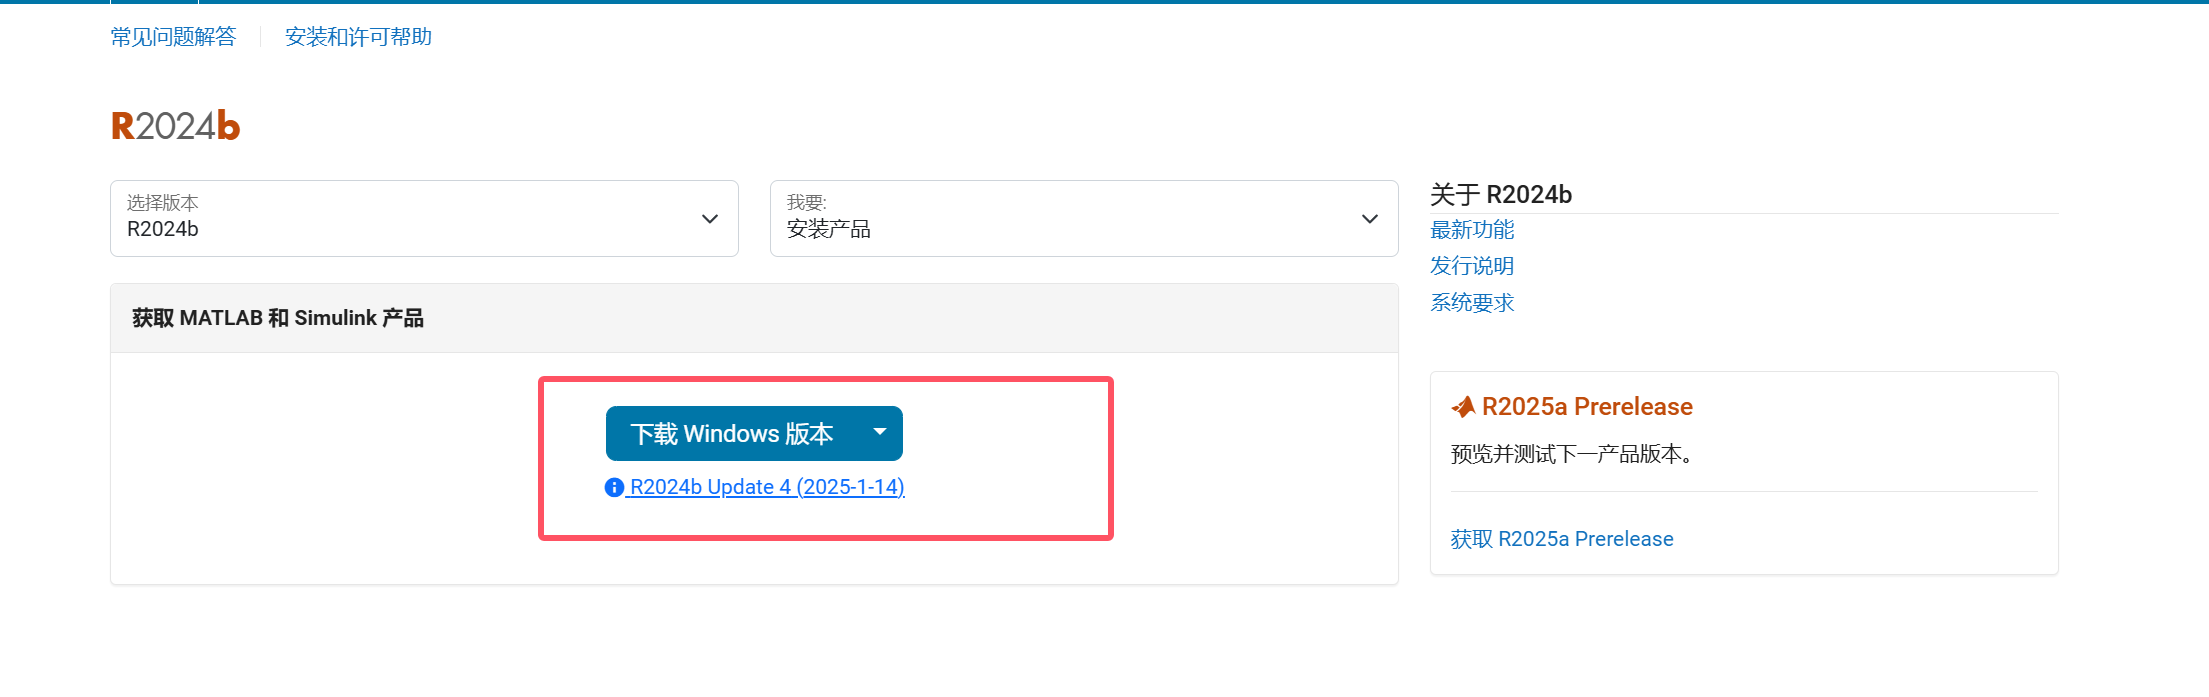 常见问题解答
安装和许可帮助
R2024b
选择版本
R2024b
我要:
安装产品
获取 MATLAB 和 Simulink 产品
下载 Windows 版本
R2024b Update 4 (2025-1-14)
关于 R2024b
最新功能
发行说明
系统要求
R2025a Prerelease
预览并测试下一产品版本。
获取 R2025a Prerelease